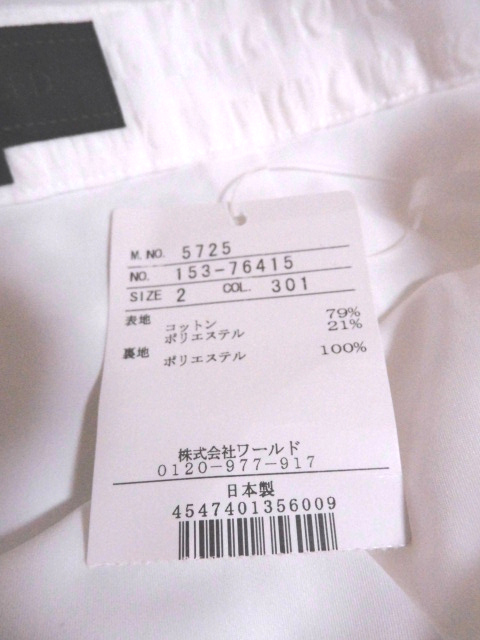 M. NO. 5725
NO. 153-76415
SIZE 2 COL. 301
表地 コットン 79%
ポリエステル 21%
裏地 ポリエステル 100%
株式会社ワールド
0120-977-917
日本製
4547401356009